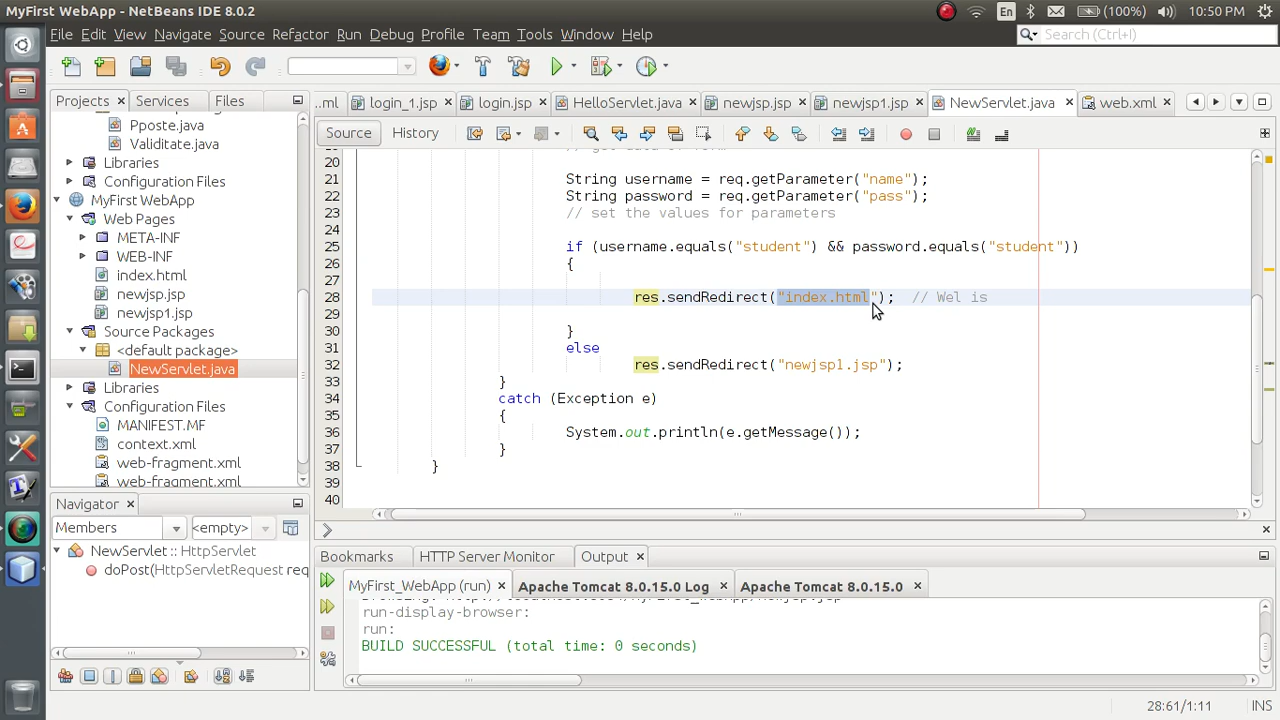 MyFirst WebApp - NetBeans IDE 8.0.2
En
(100%)
10:50 PM
File Edit View Navigate Source Refactor Run Debug Profile Team Tools Window Help
Search (Ctrl+I)
Projects
Services
Files
Pposte.java
Validitate.java
Libraries
Configuration Files
MyFirst WebApp
Web Pages
META-INF
WEB-INF
index.html
newjsp.jsp
newjsp1.jsp
Source Packages
<default package>
NewServlet.java
Libraries
Configuration Files
MANIFEST.MF
context.xml
web-fragment.xml
web-fragment.xml
Navigator
Members
<empty>
NewServlet :: HttpServlet
doPost(HttpServletRequest req
...ml
login_1.jsp
login.jsp
HelloServlet.java
newjsp.jsp
newjsp1.jsp
NewServlet.java
web.xml
Source
History
20
21 String username = req.getParameter("name");
22 String password = req.getParameter("pass");
23 // set the values for parameters
24
25 if (username.equals("student") && password.equals("student"))
26 {
27
28 res.sendRedirect("index.html"); // Wel is
29
30 }
31 else
32 res.sendRedirect("newjsp1.jsp");
33 }
34 catch (Exception e)
35 {
36 System.out.println(e.getMessage());
37 }
38 }
39
40
Bookmarks
HTTP Server Monitor
Output
MyFirst_WebApp (run)
Apache Tomcat 8.0.15.0 Log
Apache Tomcat 8.0.15.0
run-display-browser:
run:
BUILD SUCCESSFUL (total time: 0 seconds)
28:61/1:11
INS